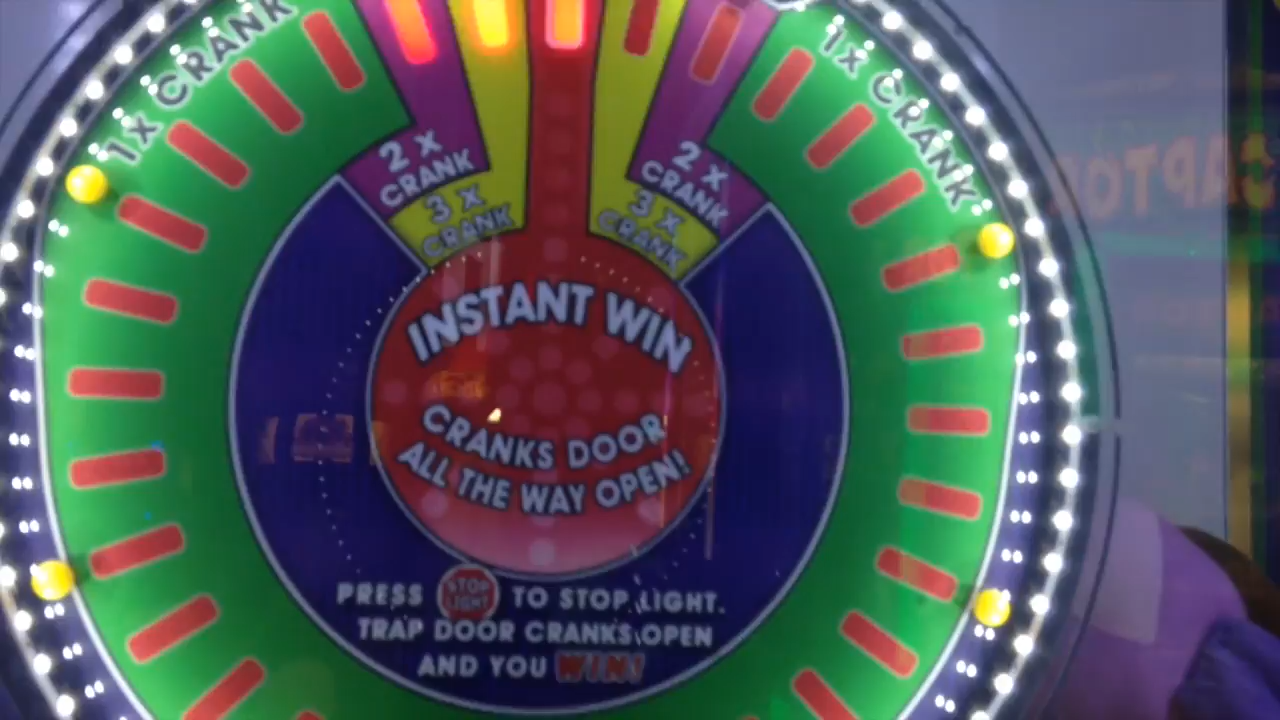 1X CRANK
1X CRANK
2 X
CRANK
2 X
CRANK
3 X
CRANK
3 X
CRANK
INSTANT WIN
CRANKS DOOR
ALL THE WAY OPEN!
PRESS STOP LIGHT TO STOP LIGHT.
TRAP DOOR CRANKS OPEN
AND YOU WIN!